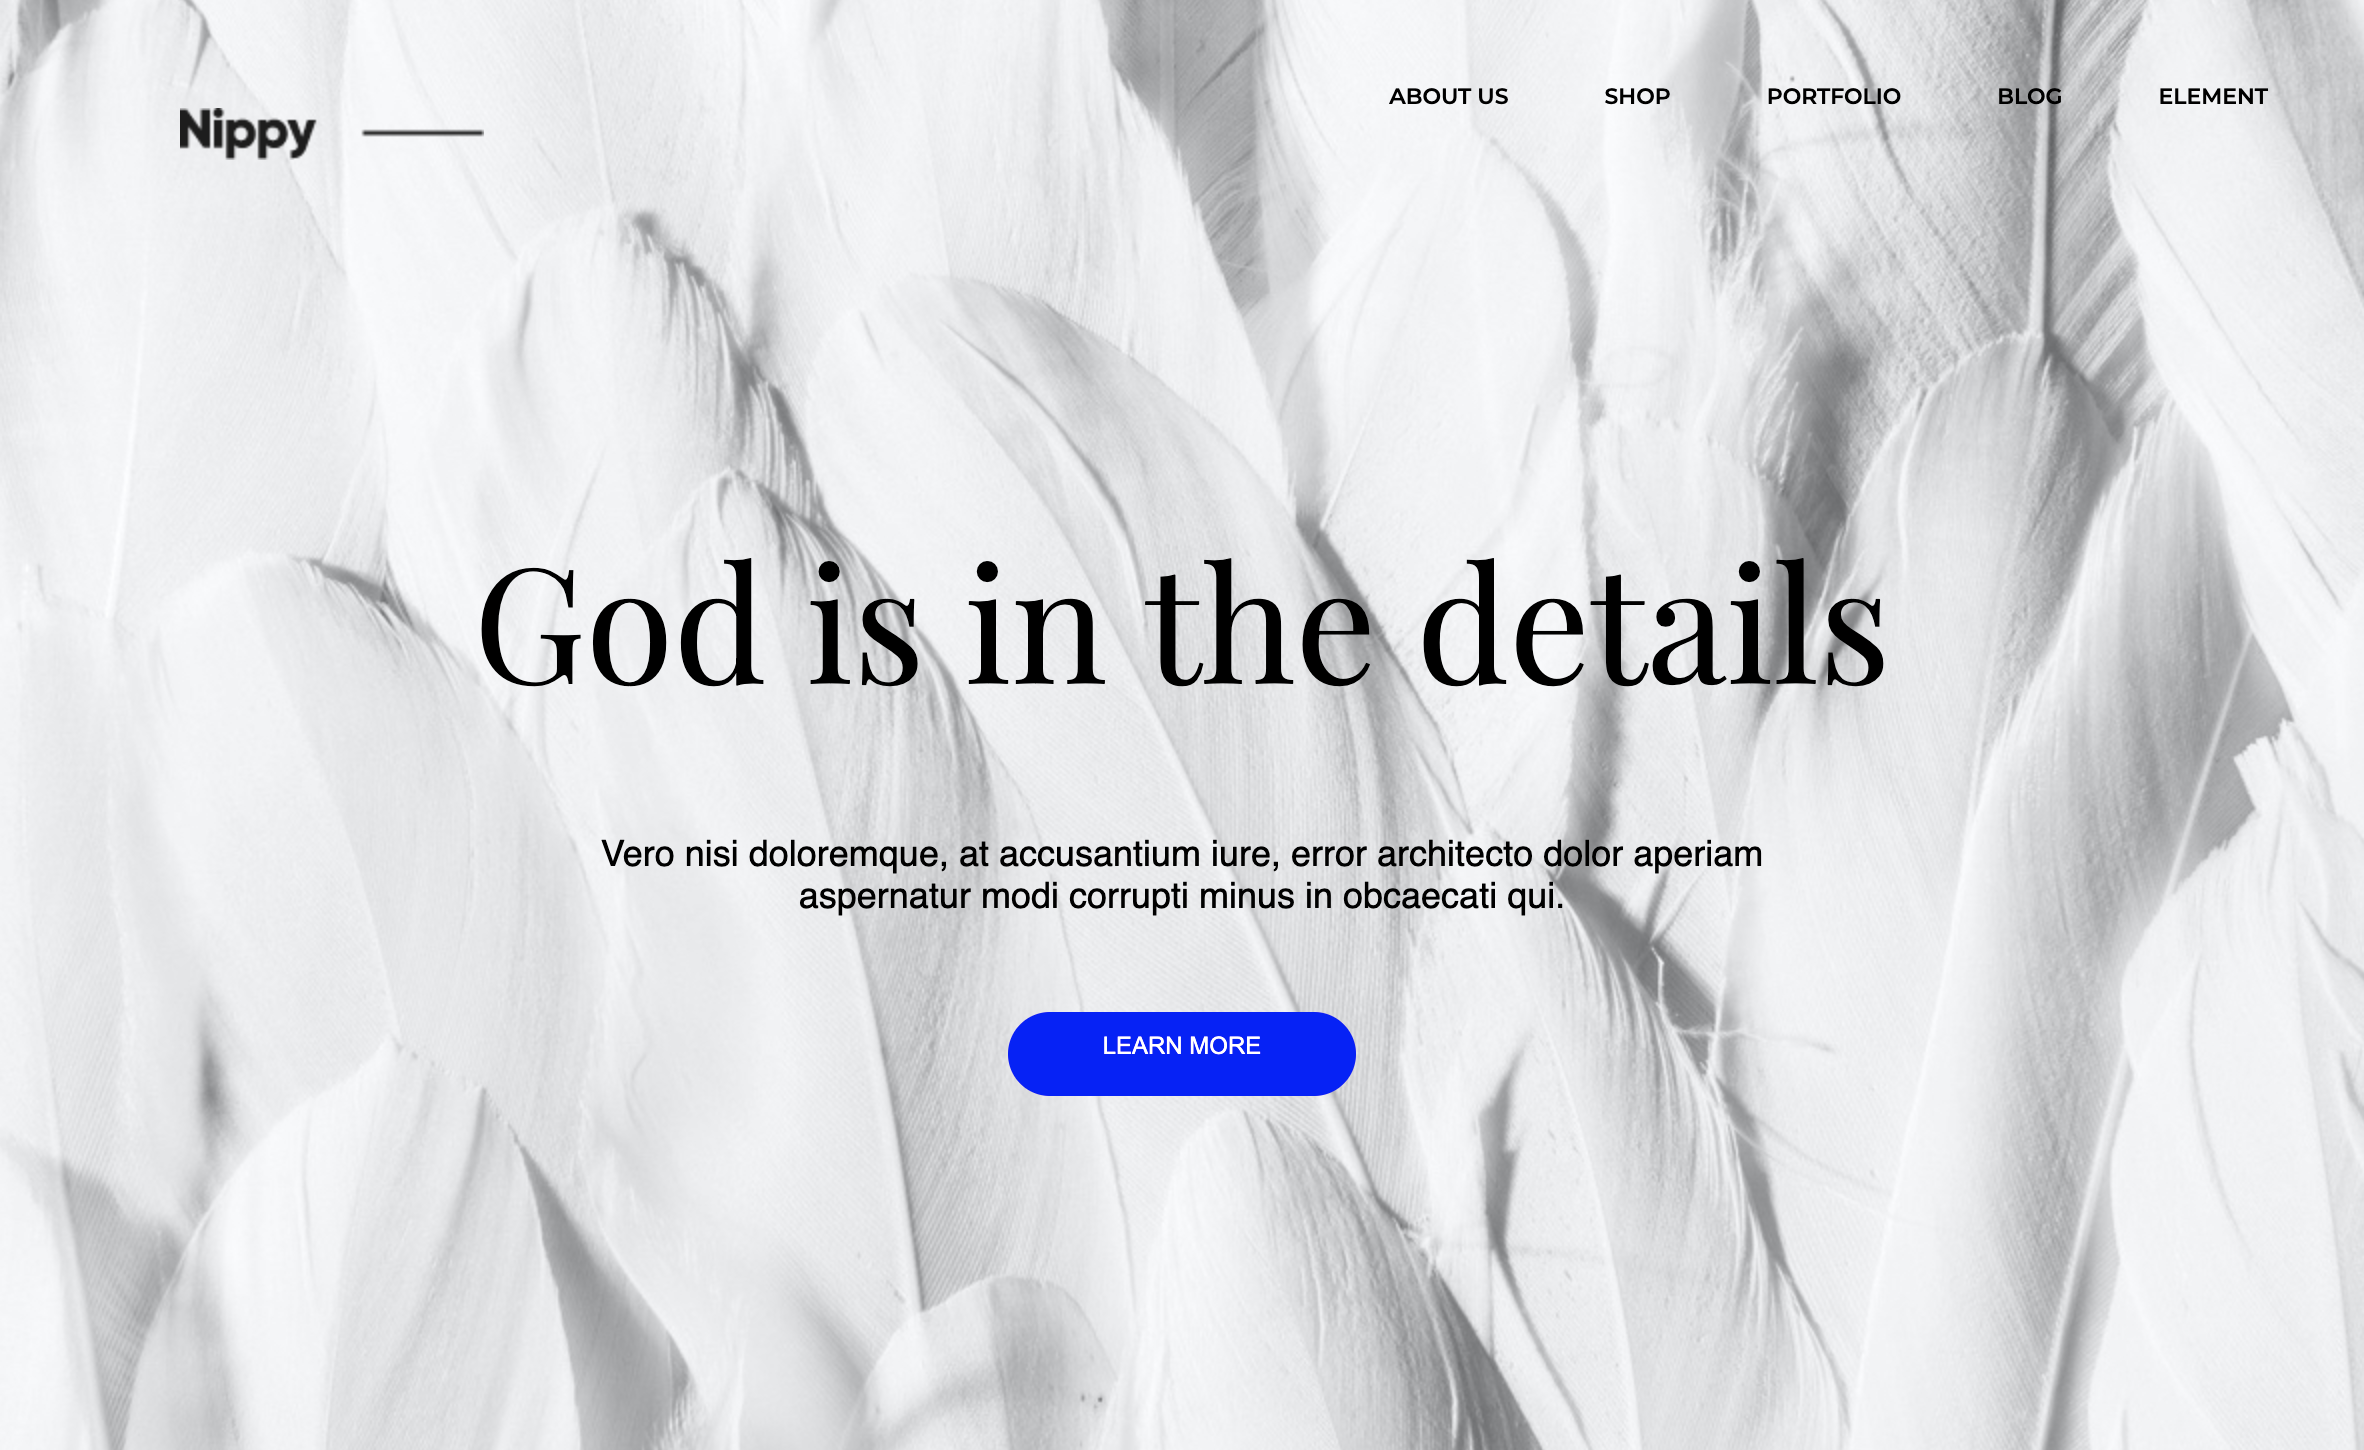 Nippy
ABOUT US SHOP PORTFOLIO BLOG ELEMENT
God is in the details
Vero nisi doloremque, at accusantium iure, error architecto dolor aperiam
aspernatur modi corrupti minus in obcaecati qui.
LEARN MORE